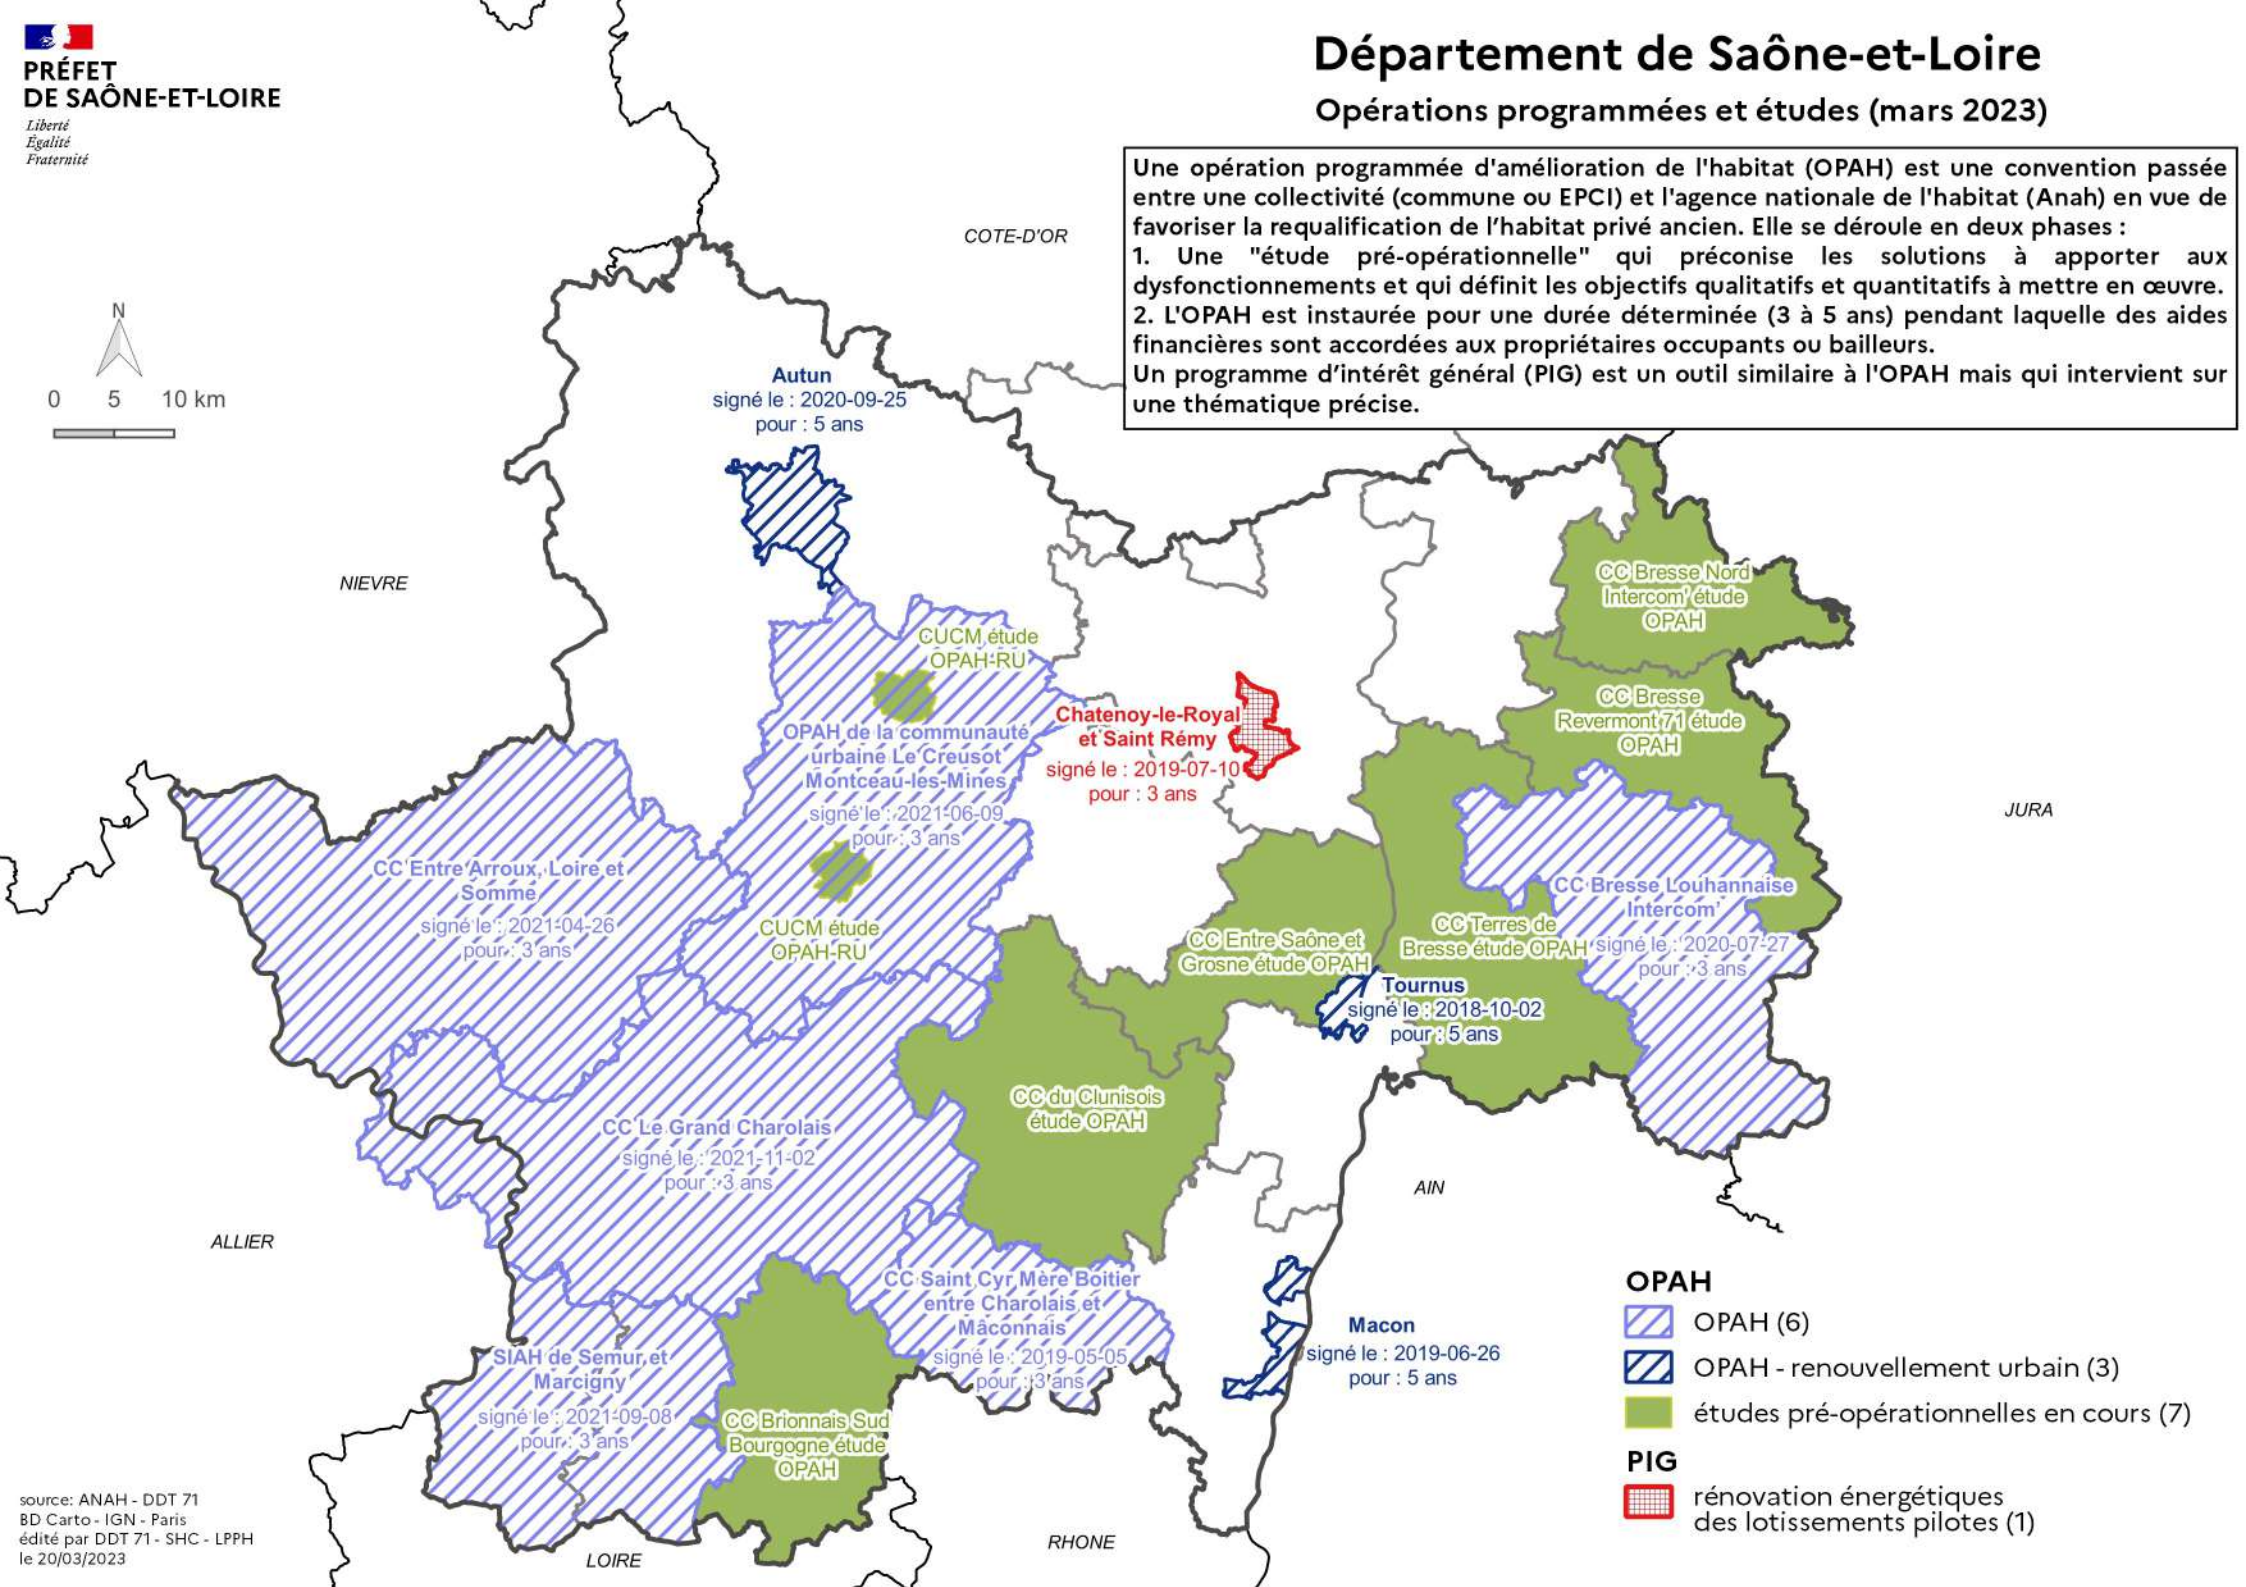 PRÉFET
DE SAÔNE-ET-LOIRE
Liberté
Égalité
Fraternité
Département de Saône-et-Loire
Opérations programmées et études (mars 2023)
Une opération programmée d'amélioration de l'habitat (OPAH) est une convention passée
entre une collectivité (commune ou EPCI) et l'agence nationale de l'habitat (Anah) en vue de
favoriser la requalification de l’habitat privé ancien. Elle se déroule en deux phases :
1. Une "étude pré-opérationnelle" qui préconise les solutions à apporter aux
dysfonctionnements et qui définit les objectifs qualitatifs et quantitatifs à mettre en œuvre.
2. L'OPAH est instaurée pour une durée déterminée (3 à 5 ans) pendant laquelle des aides
financières sont accordées aux propriétaires occupants ou bailleurs.
Un programme d’intérêt général (PIG) est un outil similaire à l'OPAH mais qui intervient sur
une thématique précise.
COTE-D'OR
N
0 5 10 km
Autun
signé le : 2020-09-25
pour : 5 ans
NIEVRE
CC Bresse Nord
Intercom' étude
OPAH
CUCM étude
OPAH-RU
CC Bresse
Revermont 71 étude
OPAH
Chatenoy-le-Royal
et Saint Rémy
signé le : 2019-07-10
pour : 3 ans
OPAH de la communauté
urbaine Le Creusot
Montceau-les-Mines
signé le : 2021-06-09
pour : 3 ans
JURA
CC Entre Arroux, Loire et
Somme
signé le : 2021-04-26
pour : 3 ans
CUCM étude
OPAH-RU
CC Entre Saône et
Grosne étude OPAH
CC Terres de
Bresse étude OPAH
CC Bresse Louhannaise
Intercom'
signé le : 2020-07-27
pour : 3 ans
Tournus
signé le : 2018-10-02
pour : 5 ans
CC du Clunisois
étude OPAH
CC Le Grand Charolais
signé le : 2021-11-02
pour : 3 ans
AIN
ALLIER
CC Saint Cyr Mère Boitier
entre Charolais et
Mâconnais
signé le : 2019-05-05
pour : 3 ans
Macon
signé le : 2019-06-26
pour : 5 ans
SIAH de Semur et
Marcigny
signé le : 2021-09-08
pour : 3 ans
CC Brionnais Sud
Bourgogne étude
OPAH
RHONE
LOIRE
OPAH
OPAH (6)
OPAH - renouvellement urbain (3)
études pré-opérationnelles en cours (7)
PIG
rénovation énergétiques
des lotissements pilotes (1)
source: ANAH - DDT 71
BD Carto - IGN - Paris
édité par DDT 71 - SHC - LPPH
le 20/03/2023